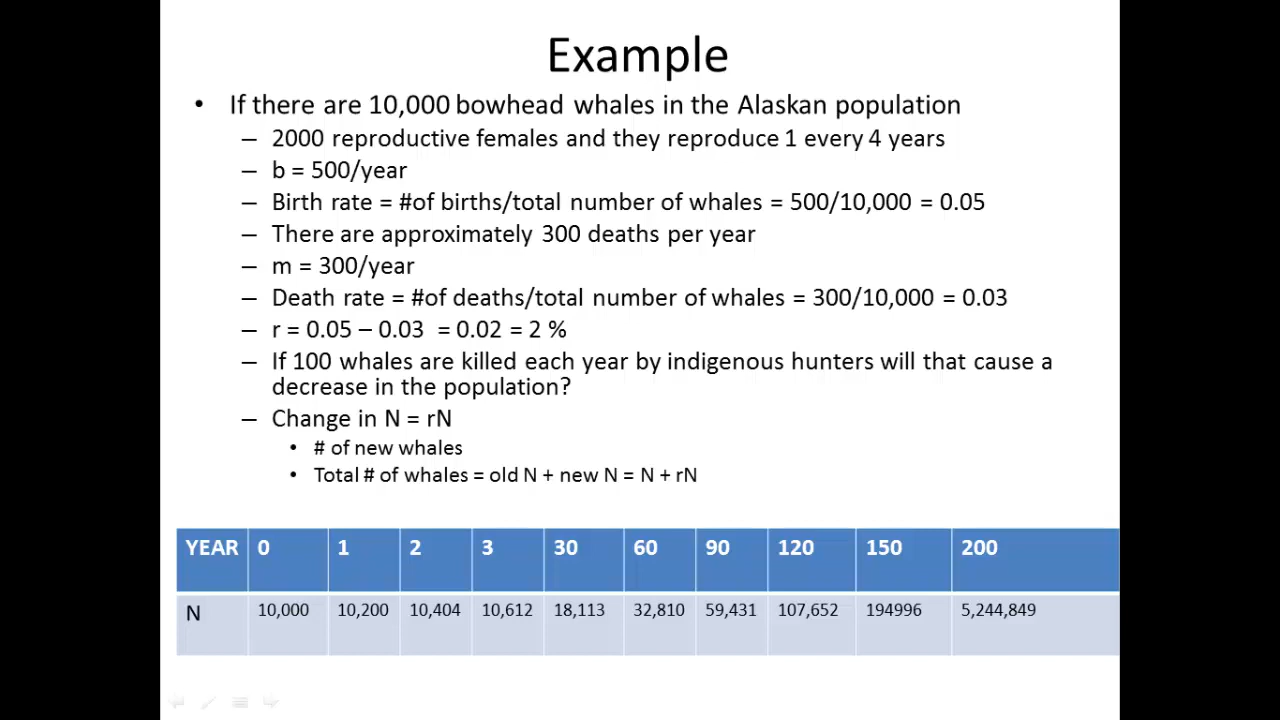 Example
• If there are 10,000 bowhead whales in the Alaskan population
– 2000 reproductive females and they reproduce 1 every 4 years
– b = 500/year
– Birth rate = #of births/total number of whales = 500/10,000 = 0.05
– There are approximately 300 deaths per year
– m = 300/year
– Death rate = #of deaths/total number of whales = 300/10,000 = 0.03
– r = 0.05 – 0.03 = 0.02 = 2 %
– If 100 whales are killed each year by indigenous hunters will that cause a
decrease in the population?
– Change in N = rN
• # of new whales
• Total # of whales = old N + new N = N + rN
YEAR 0 1 2 3 30 60 90 120 150 200
N 10,000 10,200 10,404 10,612 18,113 32,810 59,431 107,652 194996 5,244,849